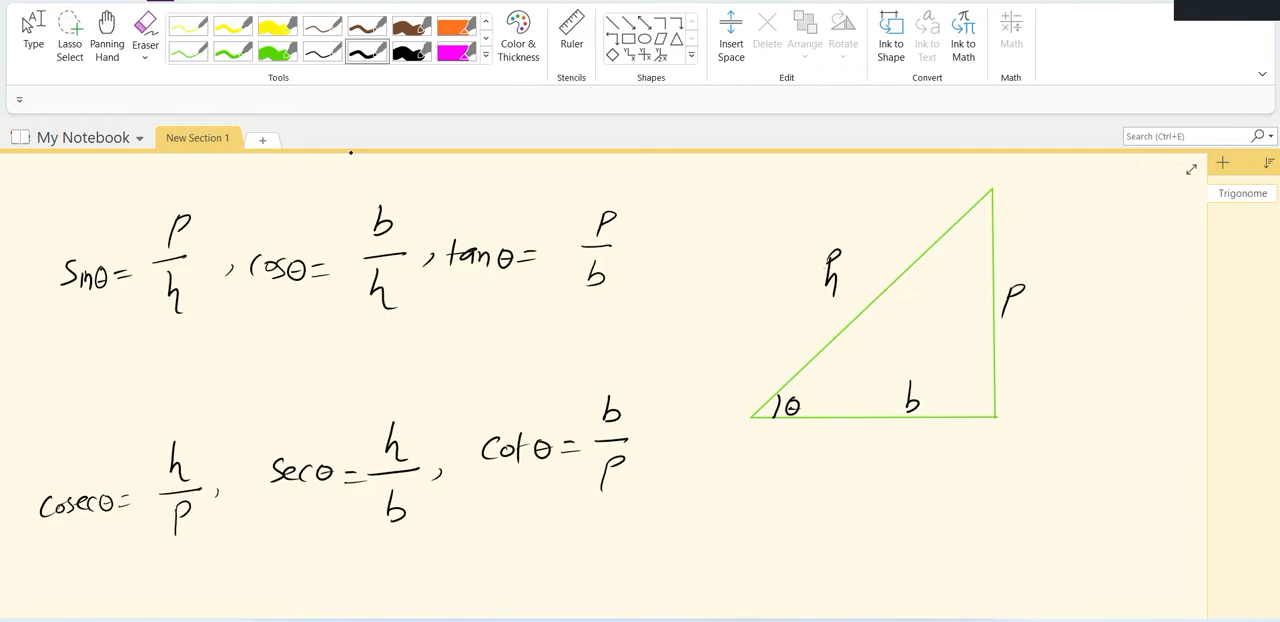 Type Lasso Select Panning Hand Eraser Color & Thickness Ruler Insert Space Delete Arrange Rotate Ink to Shape Ink to Text Ink to Math Math
Tools Stencils Shapes Edit Convert Math
My Notebook New Section 1 + Search (Ctrl+E)
Trigonome
sinθ = p/h , cosθ = b/h , tanθ = p/b
h
p
θ b
cosecθ = h/p , secθ = h/b , cotθ = b/p